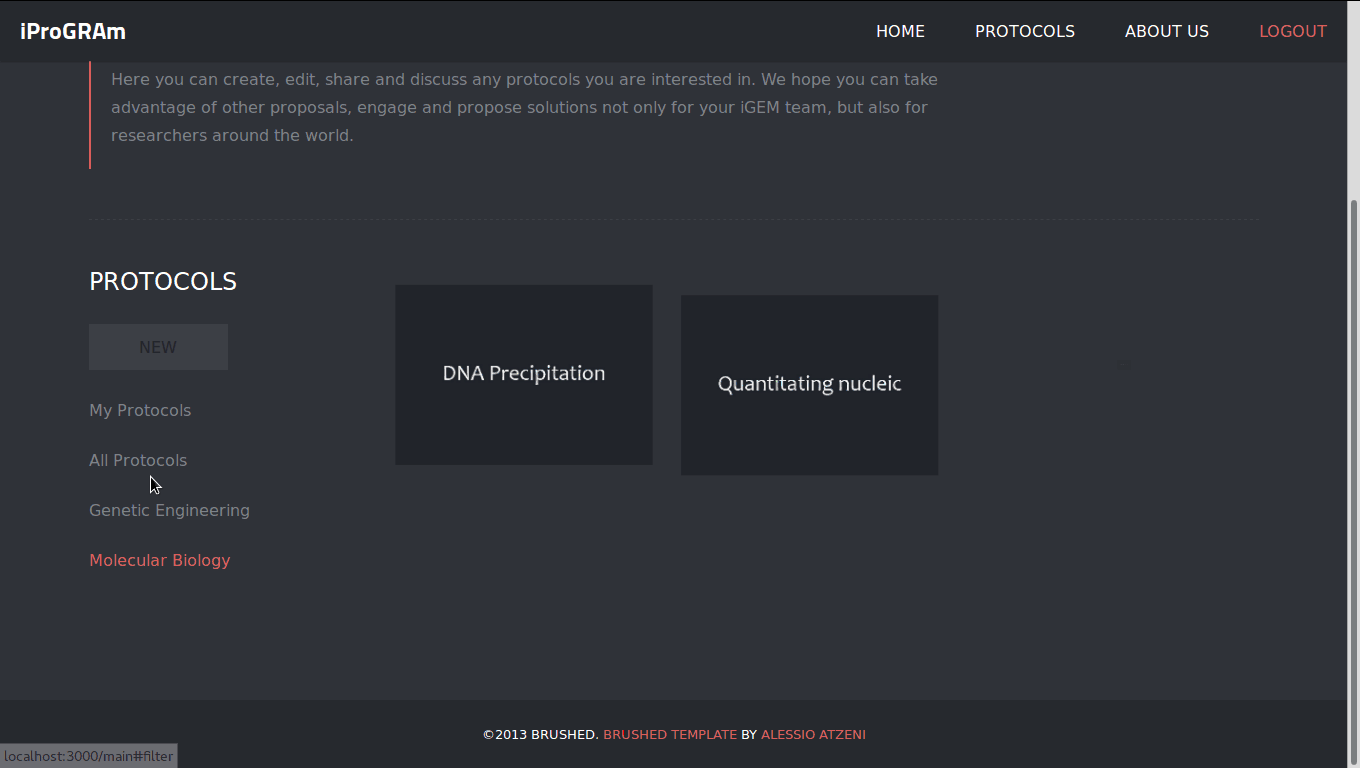 iProGRAm
HOME PROTOCOLS ABOUT US LOGOUT
Here you can create, edit, share and discuss any protocols you are interested in. We hope you can take
advantage of other proposals, engage and propose solutions not only for your iGEM team, but also for
researchers around the world.
PROTOCOLS
NEW
My Protocols
All Protocols
Genetic Engineering
Molecular Biology
DNA Precipitation
Quantitating nucleic
©2013 BRUSHED. BRUSHED TEMPLATE BY ALESSIO ATZENI
localhost:3000/main#filter